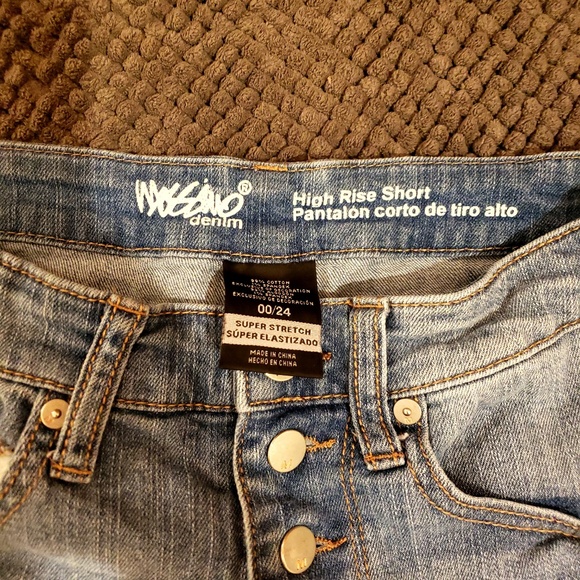 MOSSIMO®
denim
High Rise Short
Pantalón corto de tiro alto
COTTON
00/24
SUPER STRETCH
SÚPER ELASTIZADO
MADE IN CHINA
HECHO EN CHINA